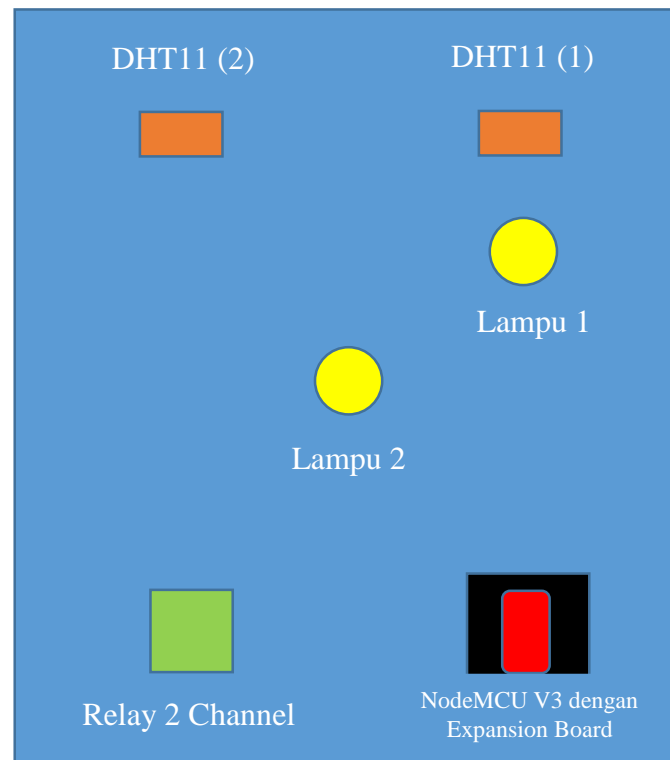 DHT11 (2)
DHT11 (1)
Lampu 1
Lampu 2
Relay 2 Channel
NodeMCU V3 dengan
Expansion Board